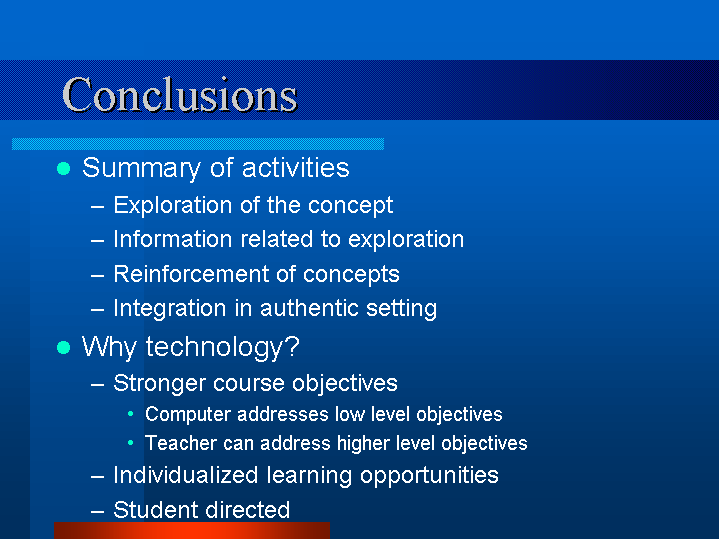 Conclusions
● Summary of activities
– Exploration of the concept
– Information related to exploration
– Reinforcement of concepts
– Integration in authentic setting
● Why technology?
– Stronger course objectives
• Computer addresses low level objectives
• Teacher can address higher level objectives
– Individualized learning opportunities
– Student directed